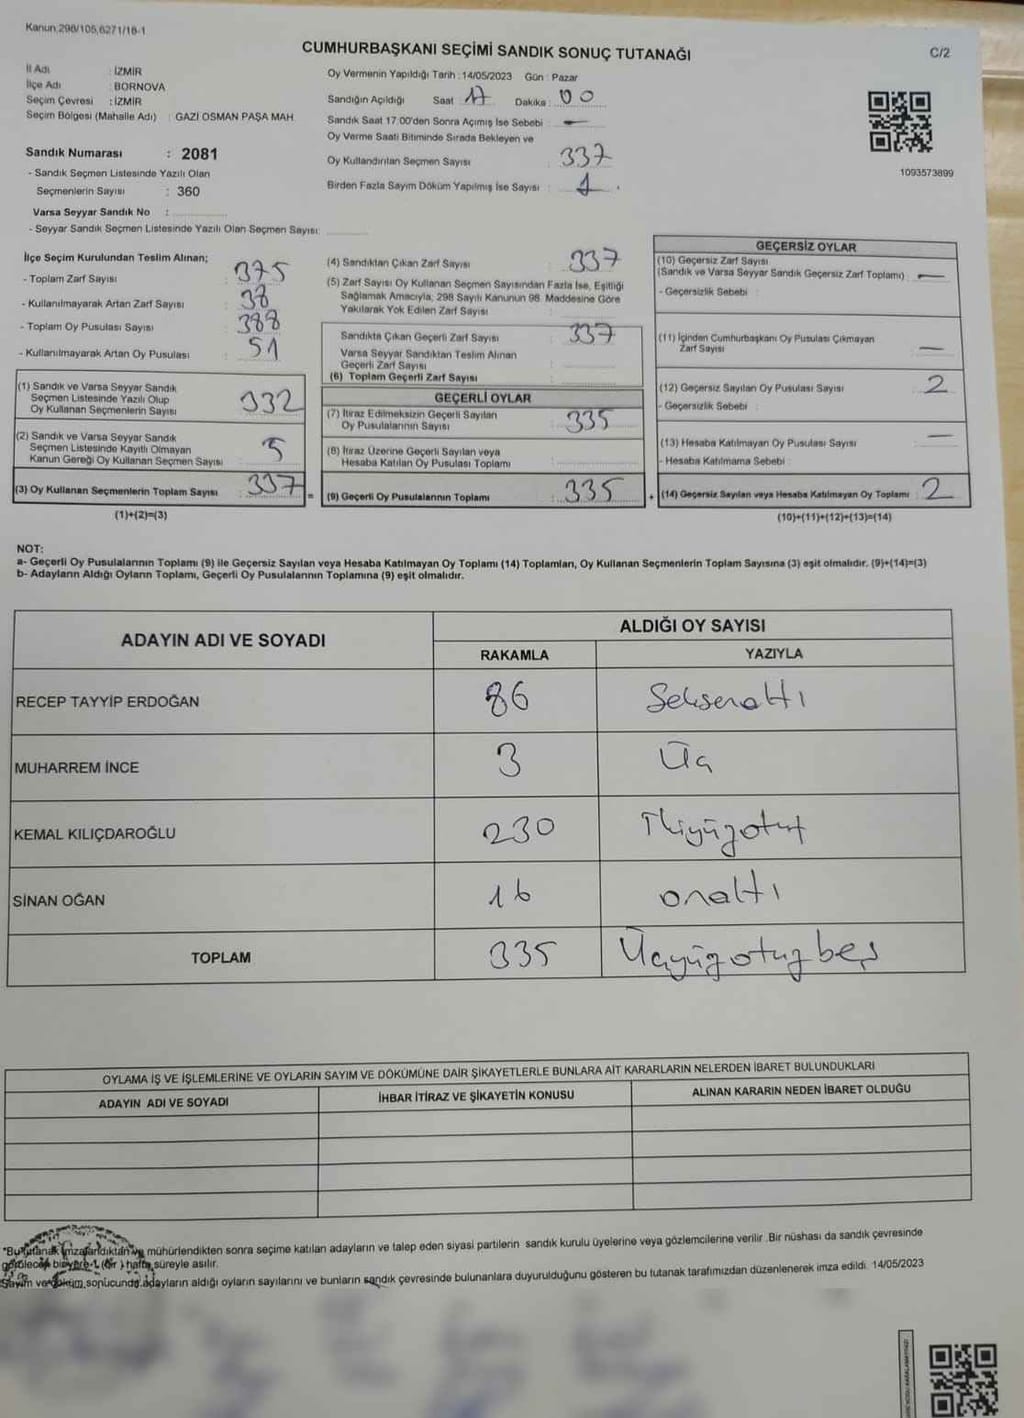 Kanun 298/105,6271/16-1
CUMHURBAŞKANI SEÇİMİ SANDIK SONUÇ TUTANAĞI
C/2
İl Adı : İZMİR
İlçe Adı : BORNOVA
Seçim Çevresi : İZMİR
Seçim Bölgesi (Mahalle Adı) : GAZİ OSMAN PAŞA MAH.
Sandık Numarası : 2081
- Sandık Seçmen Listesinde Yazılı Olan
Seçmenlerin Sayısı : 360
Varsa Seyyar Sandık No :
- Seyyar Sandık Seçmen Listesinde Yazılı Olan Seçmen Sayısı:
Oy Vermenin Yapıldığı Tarih : 14/05/2023 Gün : Pazar
Sandığın Açıldığı Saat : 17 Dakika : 00
Sandık Saat 17:00'den Sonra Açımış İse Sebebi : -
Oy Verme Saati Bitiminde Sırada Bekleyen ve
Oy Kullandırılan Seçmen Sayısı : 337
Birden Fazla Sayım Döküm Yapılmış İse Sayısı : 1
1093573899
İlçe Seçim Kurulundan Teslim Alınan;
- Toplam Zarf Sayısı : 375
- Kullanılmayarak Artan Zarf Sayısı : 38
- Toplam Oy Pusulası Sayısı : 388
- Kullanılmayarak Artan Oy Pusulası : 51
(1) Sandık ve Varsa Seyyar Sandık
Seçmen Listesinde Yazılı Olup
Oy Kullanan Seçmenlerin Sayısı : 332
(2) Sandık ve Varsa Seyyar Sandık
Seçmen Listesinde Kayıtlı Olmayan
Kanun Gereği Oy Kullanan Seçmen Sayısı : 5
(3) Oy Kullanan Seçmenlerin Toplam Sayısı : 337 =
(1)+(2)=(3)
(4) Sandıktan Çıkan Zarf Sayısı : 337
(5) Zarf Sayısı Oy Kullanan Seçmen Sayısından Fazla İse, Eşitliği
Sağlamak Amacıyla, 298 Sayılı Kanunun 98. Maddesine Göre
Yakılarak Yok Edilen Zarf Sayısı :
Sandıkta Çıkan Geçerli Zarf Sayısı : 337
Varsa Seyyar Sandıktan Teslim Alınan
Geçerli Zarf Sayısı :
(6) Toplam Geçerli Zarf Sayısı :
GEÇERLİ OYLAR
(7) İtiraz Edilmeksizin Geçerli Sayılan
Oy Pusulalarının Sayısı : 335
(8) İtiraz Üzerine Geçerli Sayılan veya
Hesaba Katılan Oy Pusulası Toplamı :
(9) Geçerli Oy Pusulalarının Toplamı : 335 +
GEÇERSİZ OYLAR
(10) Geçersiz Zarf Sayısı
(Sandık ve Varsa Seyyar Sandık Geçersiz Zarf Toplamı) : -
- Geçersizlik Sebebi :
(11) İçinden Cumhurbaşkanı Oy Pusulası Çıkmayan
Zarf Sayısı : -
(12) Geçersiz Sayılan Oy Pusulası Sayısı : 2
- Geçersizlik Sebebi :
(13) Hesaba Katılmayan Oy Pusulası Sayısı : -
- Hesaba Katılmama Sebebi :
(14) Geçersiz Sayılan veya Hesaba Katılmayan Oy Toplamı : 2
(10)+(11)+(12)+(13)=(14)
NOT:
a- Geçerli Oy Pusulalarının Toplamı (9) ile Geçersiz Sayılan veya Hesaba Katılmayan Oy Toplamı (14) Toplamları, Oy Kullanan Seçmenlerin Toplam Sayısına (3) eşit olmalıdır. (9)+(14)=(3)
b- Adayların Aldığı Oyların Toplamı, Geçerli Oy Pusulalarının Toplamına (9) eşit olmalıdır.
ADAYIN ADI VE SOYADI
ALDIĞI OY SAYISI
RAKAMLA YAZIYLA
RECEP TAYYİP ERDOĞAN 86 Seksenaltı
MUHARREM İNCE 3 Üç
KEMAL KILIÇDAROĞLU 230 İkiyüzotuz
SİNAN OĞAN 16 onaltı
TOPLAM 335 Üçyüzotuzbeş
OYLAMA İŞ VE İŞLEMLERİNE VE OYLARIN SAYIM VE DÖKÜMÜNE DAİR ŞİKAYETLERLE BUNLARA AİT KARARLARIN NELERDEN İBARET BULUNDUKLARI
ADAYIN ADI VE SOYADI İHBAR İTİRAZ VE ŞİKAYETİN KONUSU ALINAN KARARIN NEDEN İBARET OLDUĞU
*Bu tutanak imzalandıktan ve mühürlendikten sonra seçime katılan adayların ve talep eden siyasi partilerin sandık kurulu üyelerine veya gözlemcilerine verilir .Bir nüshası da sandık çevresinde
görülecek bir yere 1 (bir) hafta süreyle asılır.
Sayım ve döküm sonucunda adayların aldığı oyların sayılarını ve bunların sandık çevresinde bulunanlara duyurulduğunu gösteren bu tutanak tarafımızdan düzenlenerek imza edildi. 14/05/2023